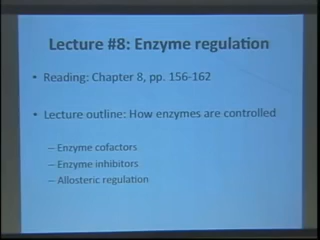 Lecture #8: Enzyme regulation
• Reading: Chapter 8, pp. 156-162
• Lecture outline: How enzymes are controlled
– Enzyme cofactors
– Enzyme inhibitors
– Allosteric regulation